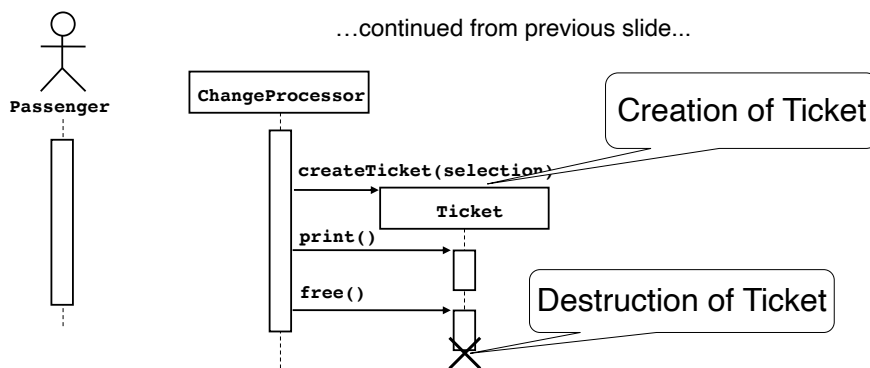 …continued from previous slide...
Passenger
ChangeProcessor
Creation of Ticket
createTicket(selection)
Ticket
print()
free()
Destruction of Ticket